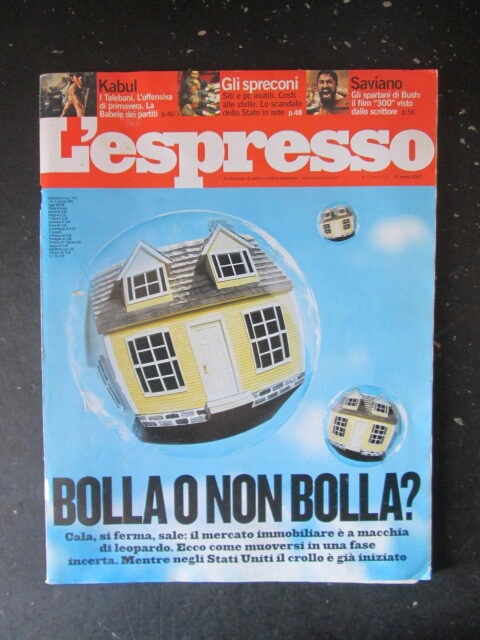 Kabul
I Talebani. L'offensiva
di primavera. La
Babele dei partiti p.40
Gli spreconi
Siti e pc inutili. Costi
alle stelle. Lo scandalo
dello Stato in rete p.48
Saviano
Gli spartani di Bush:
il film "300" visto
dallo scrittore p.56
L'espresso
BOLLA O NON BOLLA?
Cala, si ferma, sale: il mercato immobiliare è a macchia
di leopardo. Ecco come muoversi in una fase
incerta. Mentre negli Stati Uniti il crollo è già iniziato